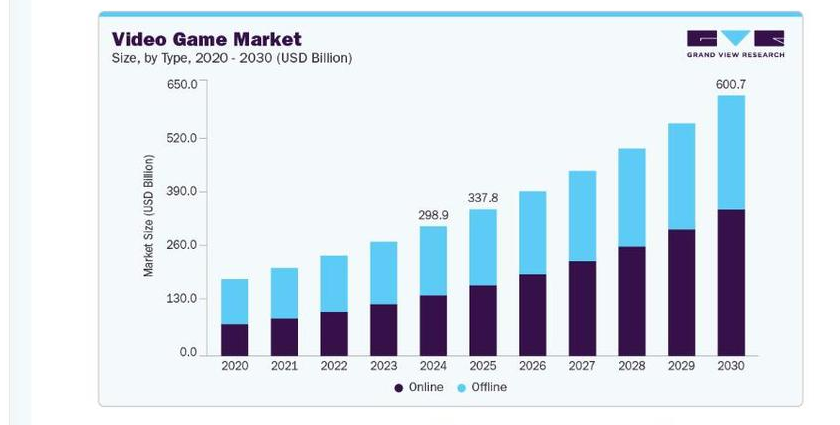 Video Game Market
Size, by Type, 2020 - 2030 (USD Billion)
GRAND VIEW RESEARCH
Market Size (USD Billion)
650.0
520.0
390.0
260.0
130.0
0.0
298.9
337.8
600.7
2020 2021 2022 2023 2024 2025 2026 2027 2028 2029 2030
Online Offline